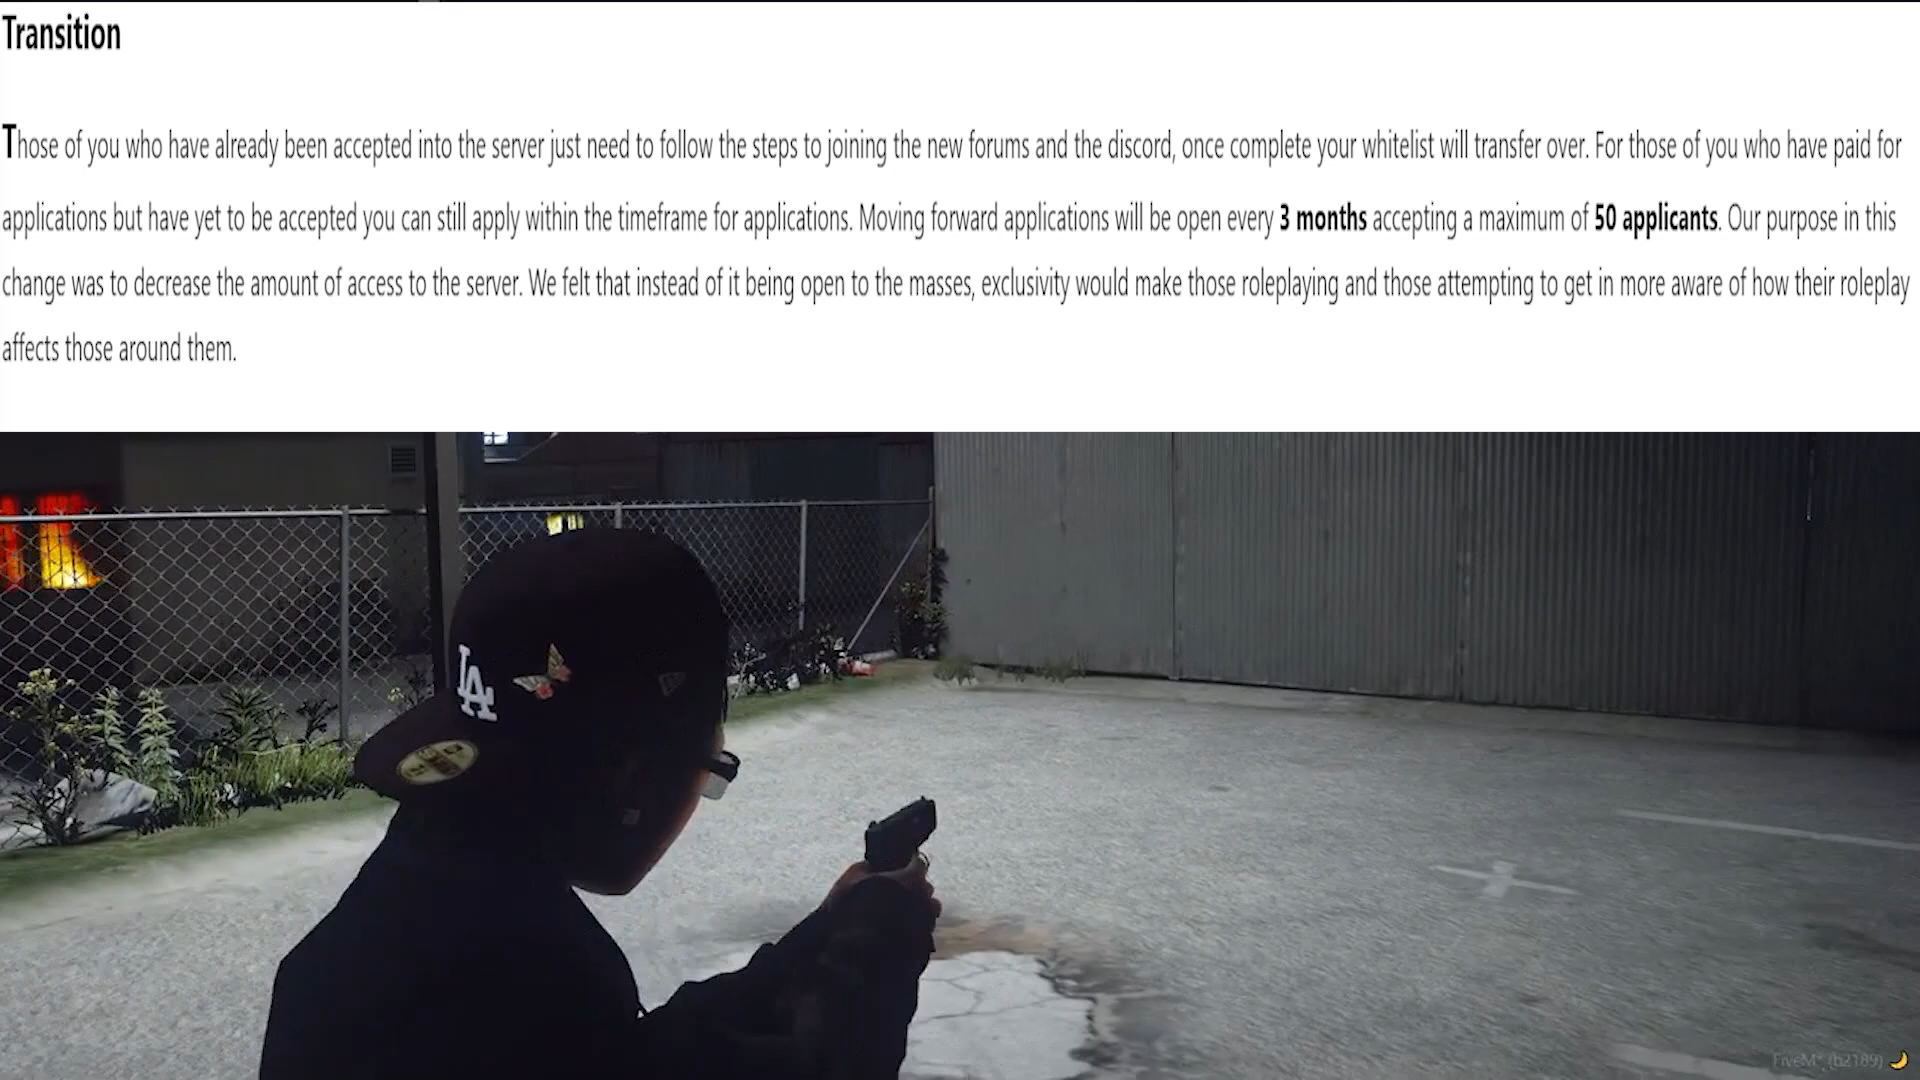 Transition
Those of you who have already been accepted into the server just need to follow the steps to joining the new forums and the discord, once complete your whitelist will transfer over. For those of you who have paid for
applications but have yet to be accepted you can still apply within the timeframe for applications. Moving forward applications will be open every 3 months accepting a maximum of 50 applicants. Our purpose in this
change was to decrease the amount of access to the server. We felt that instead of it being open to the masses, exclusivity would make those roleplaying and those attempting to get in more aware of how their roleplay
affects those around them.
LA
FiveM* (b2189)